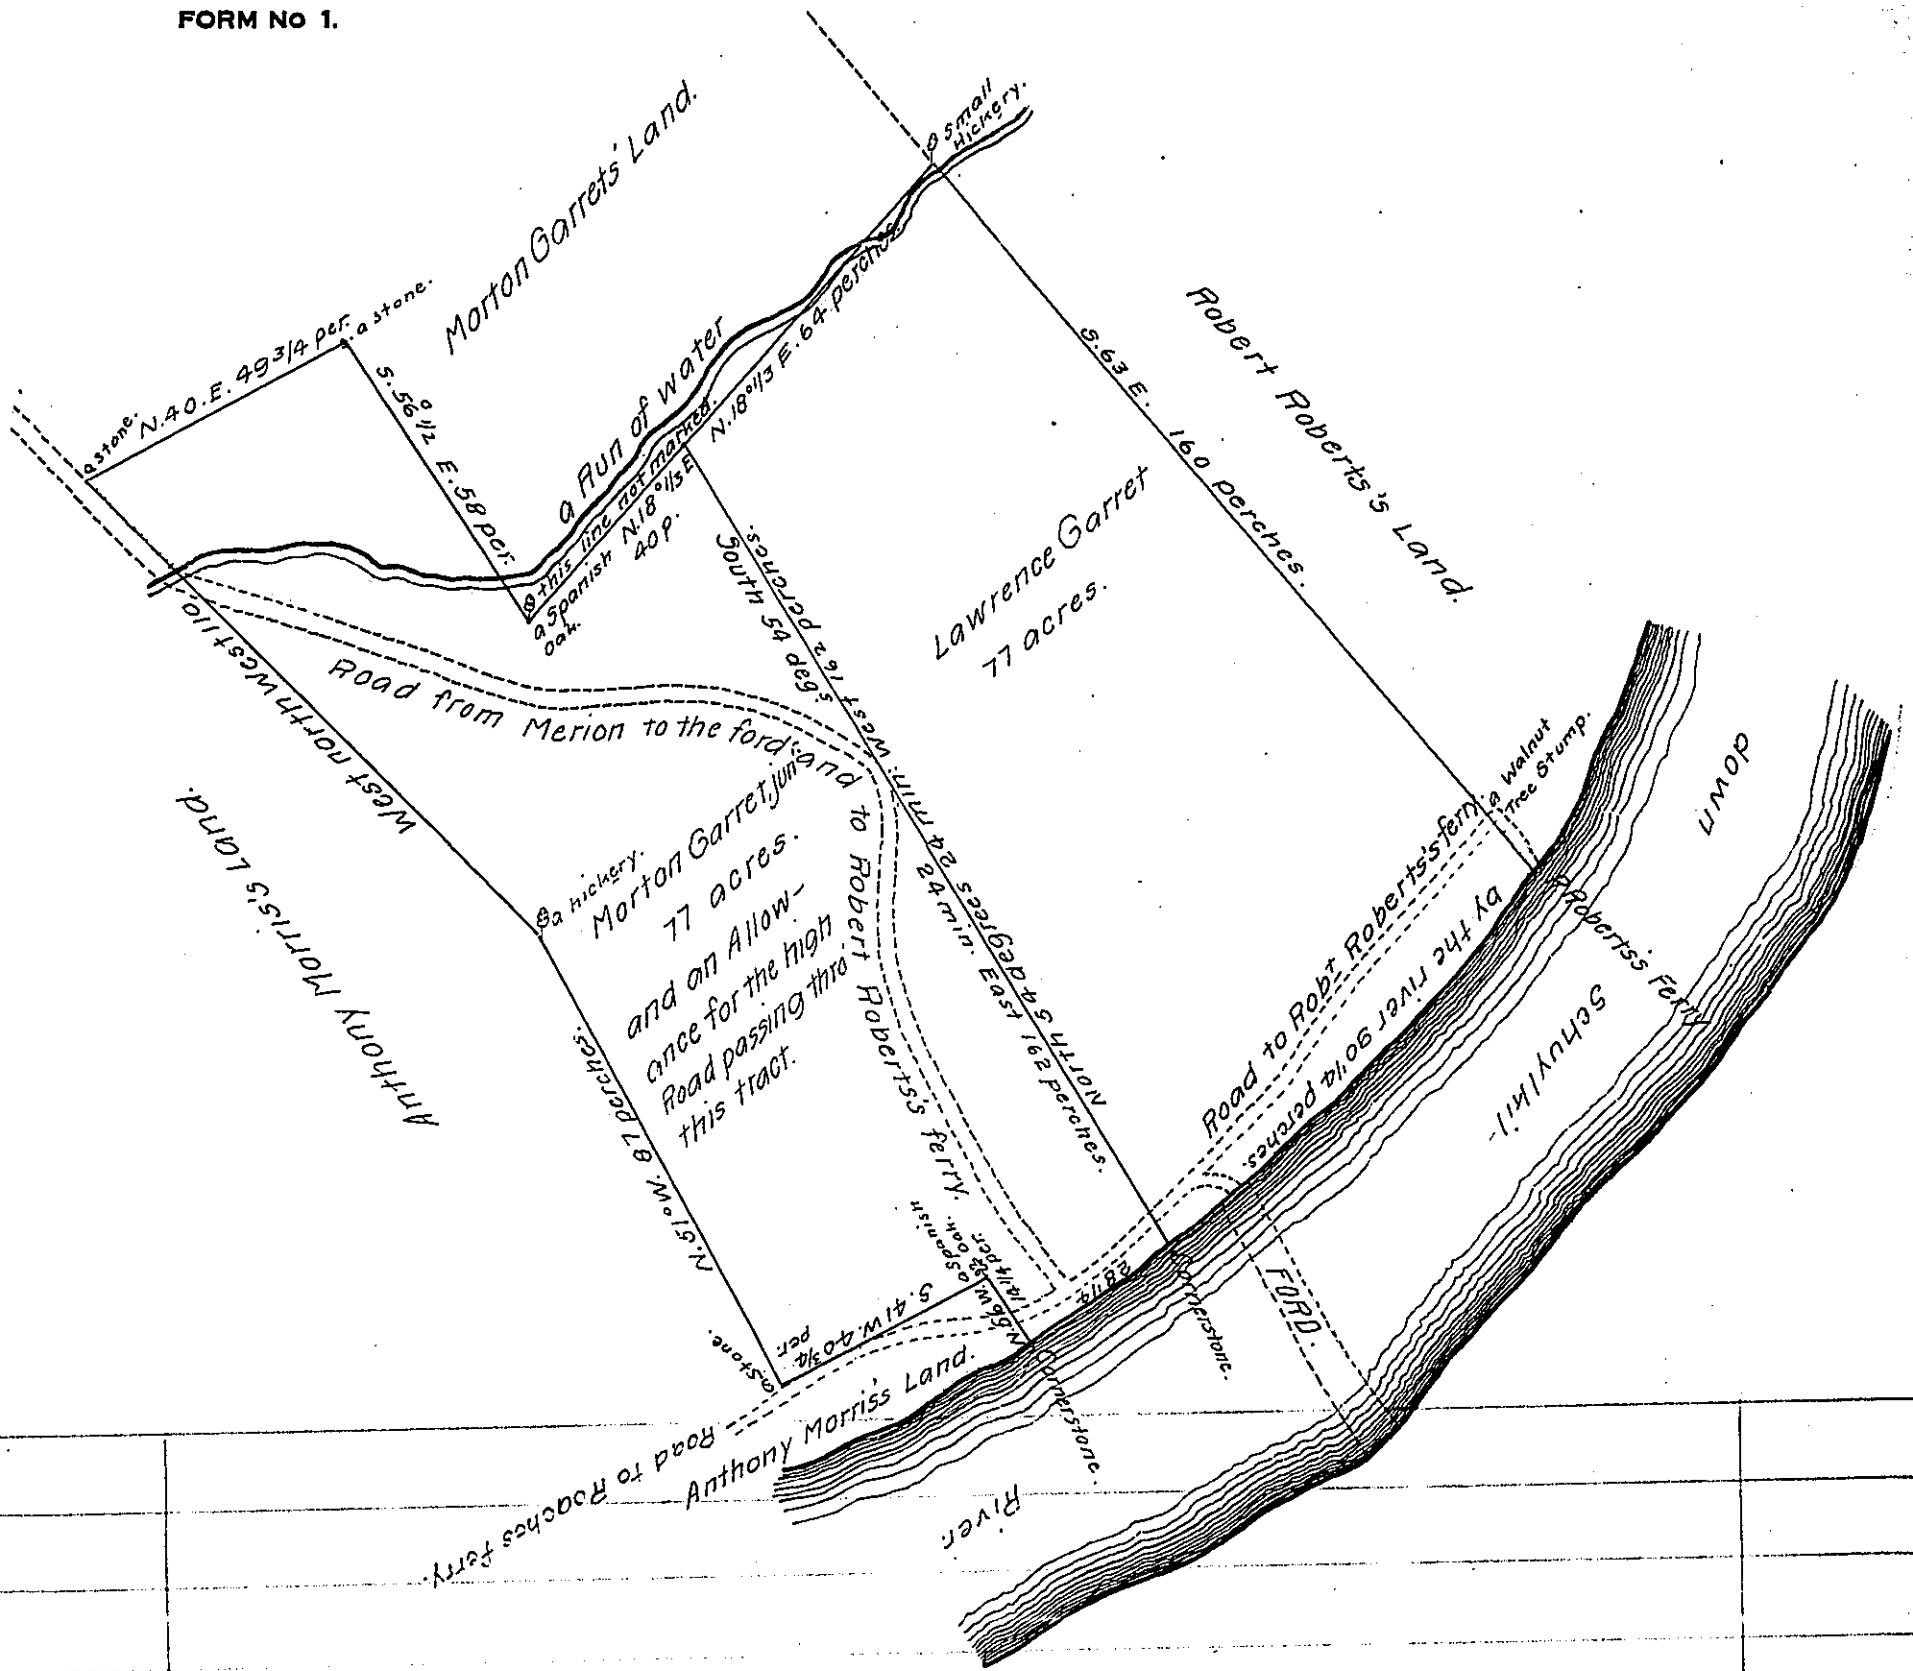 FORM No 1.
Morton Garrets' Land.
small
Hickery.
a stone.
N.40.E. 49 3/4 per.
a stone.
S.56° 1/2 E.58 per.
a Run of water
this line not marked.
N.18° 1/3 E. 64 perches.
N.18° 1/3 E
40 p.
a Spanish
oak.
S.63 E. 160 perches.
Robert Roberts's Land.
Lawrence Garret
77 acres.
South 54 degs
24 min. East 162 perches.
North 54 degrees 24 min. West 162 perches.
West northwest 110
Road from Merion to the ford and to Robert Roberts's ferry.
Anthony Morris's Land.
a hickery.
Morton Garret, junr.
77 acres.
and an Allow-
ance for the high
Road passing thro
this tract.
N.51° W. 87 perches.
a Walnut
Tree Stump.
Road to Robt Roberts's ferry.
by the river 90 1/4 perches.
R Roberts's Ferry
down
Schuylkil-
River.
FORD.
a Spanish
oak.
14 1/4 per.
28 1/4
S.41 W. 40 3/4
per.
a Stone.
Cornerstone.
Cornerstone.
Anthony Morris's Land.
Road to Roaches ferry.